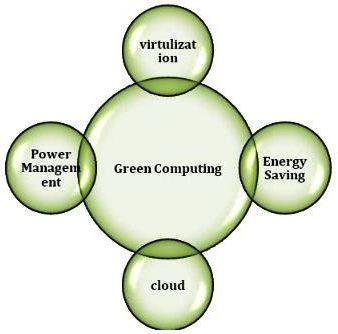 virtulizat
ion
Power
Managem
ent
Green Computing
Energy
Saving
cloud